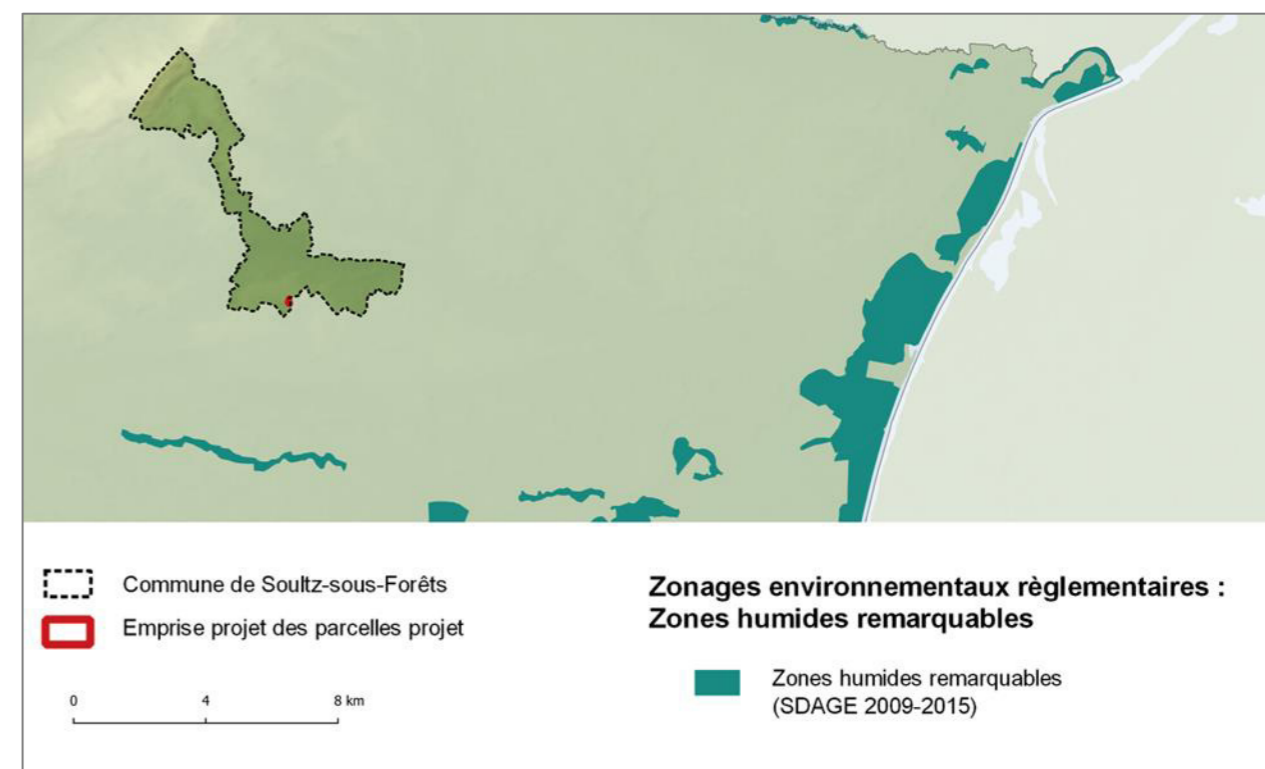 Commune de Soultz-sous-Forêts
Emprise projet des parcelles projet
0 4 8 km
Zonages environnementaux règlementaires :
Zones humides remarquables
Zones humides remarquables
(SDAGE 2009-2015)